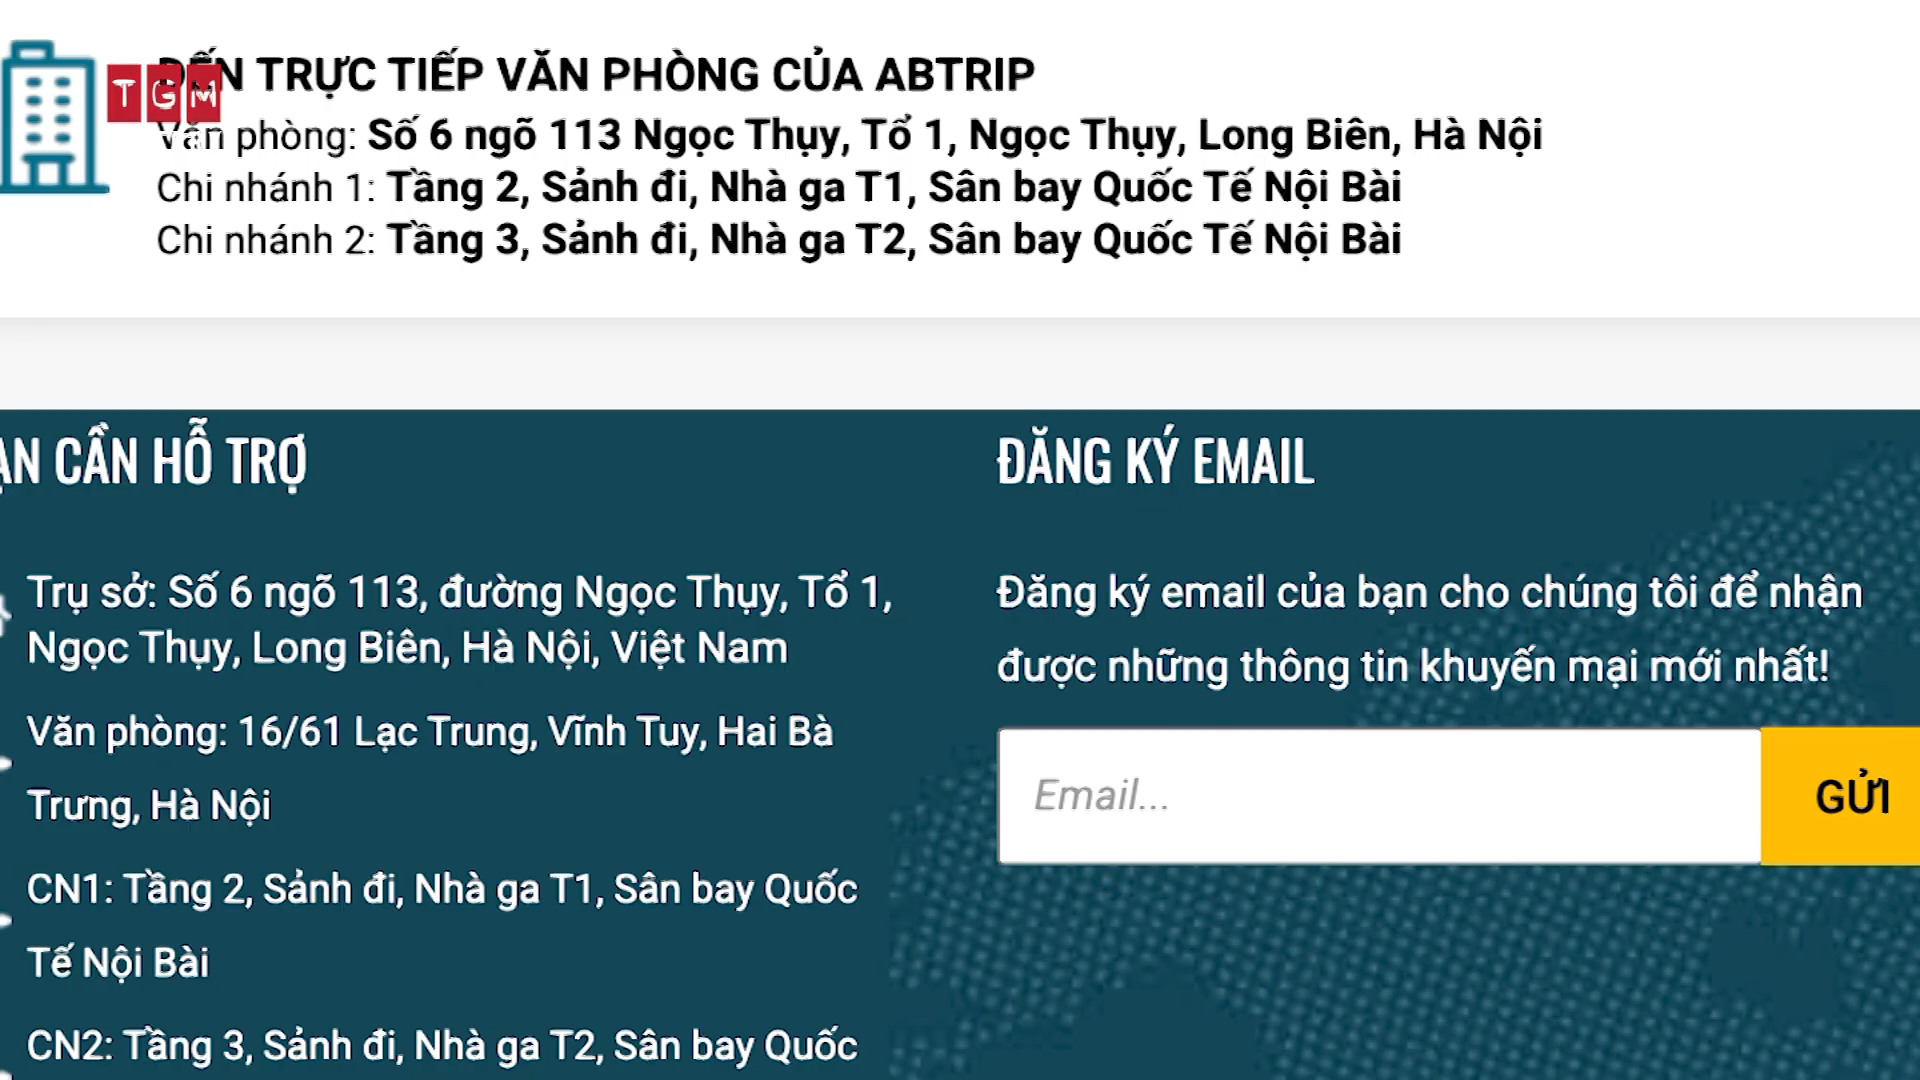 ĐẾN TRỰC TIẾP VĂN PHÒNG CỦA ABTRIP
TGM
Văn phòng: Số 6 ngõ 113 Ngọc Thụy, Tổ 1, Ngọc Thụy, Long Biên, Hà Nội
Chi nhánh 1: Tầng 2, Sảnh đi, Nhà ga T1, Sân bay Quốc Tế Nội Bài
Chi nhánh 2: Tầng 3, Sảnh đi, Nhà ga T2, Sân bay Quốc Tế Nội Bài
ẠN CẦN HỖ TRỢ
Trụ sở: Số 6 ngõ 113, đường Ngọc Thụy, Tổ 1,
Ngọc Thụy, Long Biên, Hà Nội, Việt Nam
Văn phòng: 16/61 Lạc Trung, Vĩnh Tuy, Hai Bà
Trưng, Hà Nội
CN1: Tầng 2, Sảnh đi, Nhà ga T1, Sân bay Quốc
Tế Nội Bài
CN2: Tầng 3, Sảnh đi, Nhà ga T2, Sân bay Quốc
ĐĂNG KÝ EMAIL
Đăng ký email của bạn cho chúng tôi để nhận
được những thông tin khuyến mại mới nhất!
Email...
GỬI